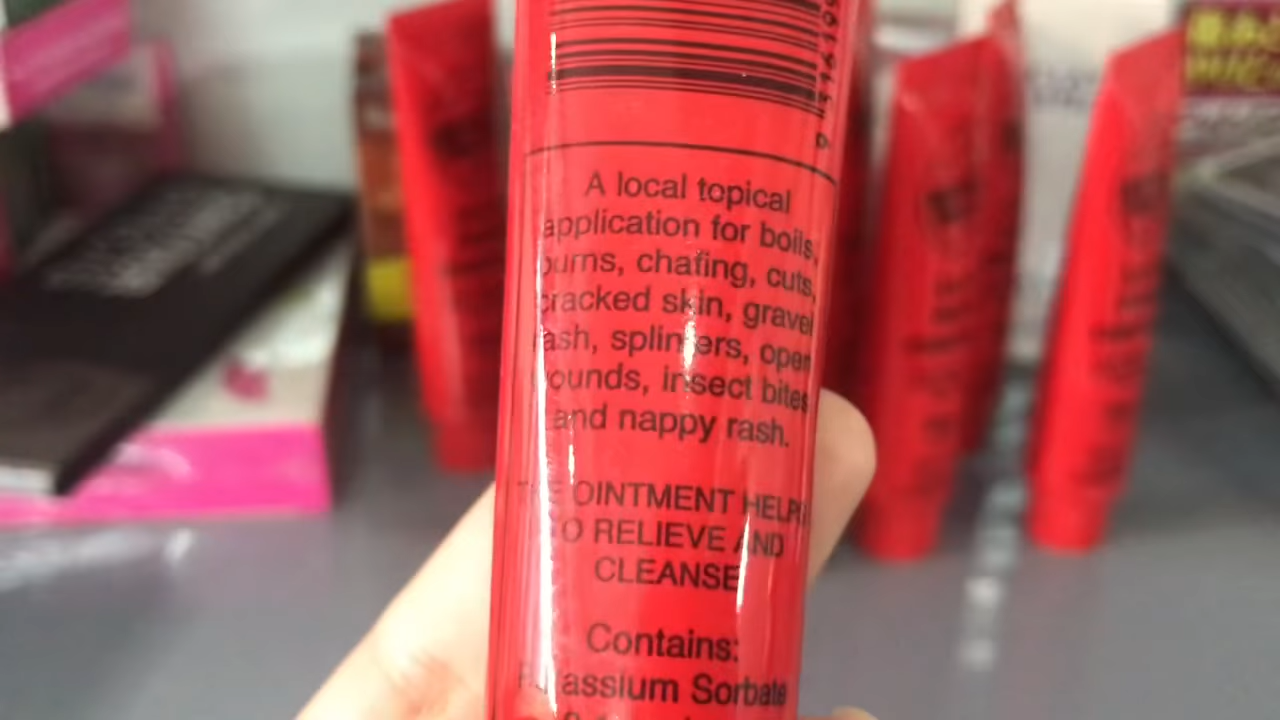 A local topical
application for boils,
burns, chafing, cuts,
cracked skin, gravel
rash, splinters, open
wounds, insect bites
and nappy rash.
THE OINTMENT HELPS
TO RELIEVE AND
CLEANSE
Contains:
Potassium Sorbate